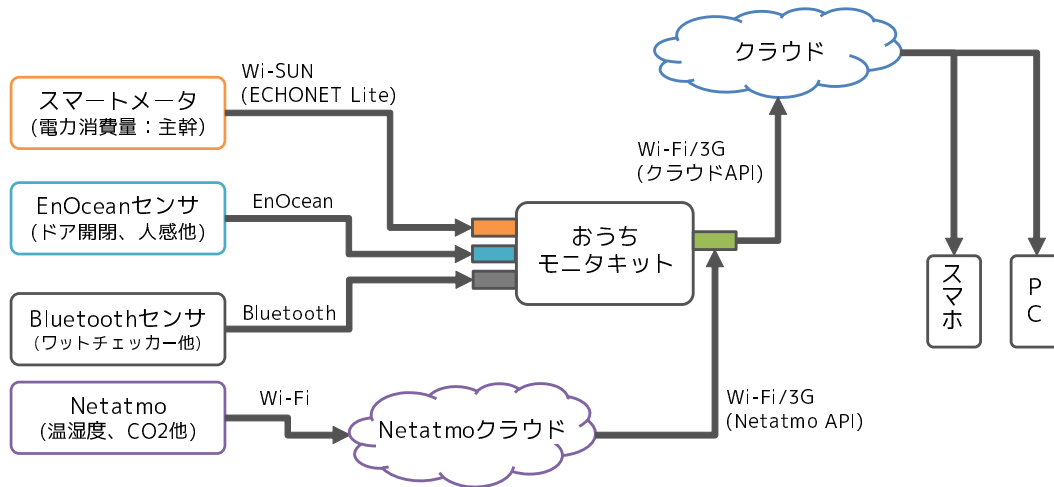 クラウド
Wi-SUN
(ECHONET Lite)
スマートメータ
(電力消費量：主幹)
Wi-Fi/3G
(クラウドAPI)
EnOceanセンサ
(ドア開閉、人感他)
EnOcean
おうち
モニタキット
スマホ
PC
Bluetoothセンサ
(ワットチェッカー他)
Bluetooth
Netatmo
(温湿度、CO2他)
Wi-Fi
Netatmoクラウド
Wi-Fi/3G
(Netatmo API)